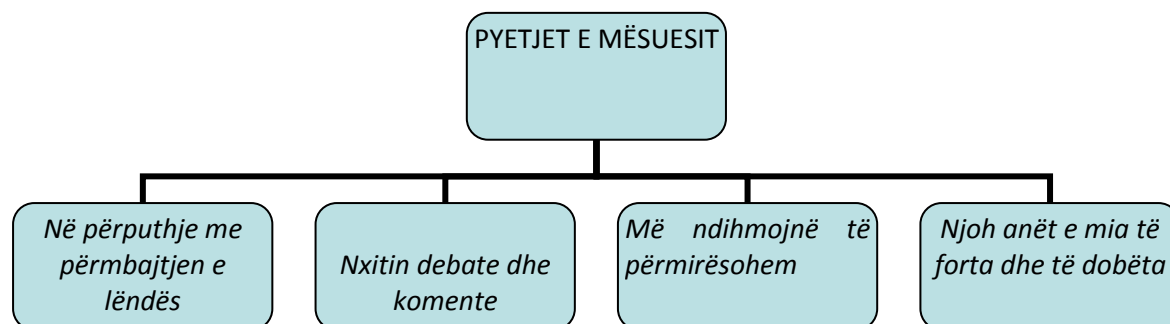 PYETJET E MËSUESIT
Në përputhje me
përmbajtjen e
lëndës
Nxitin debate dhe
komente
Më ndihmojnë të
përmirësohem
Njoh anët e mia të
forta dhe të dobëta